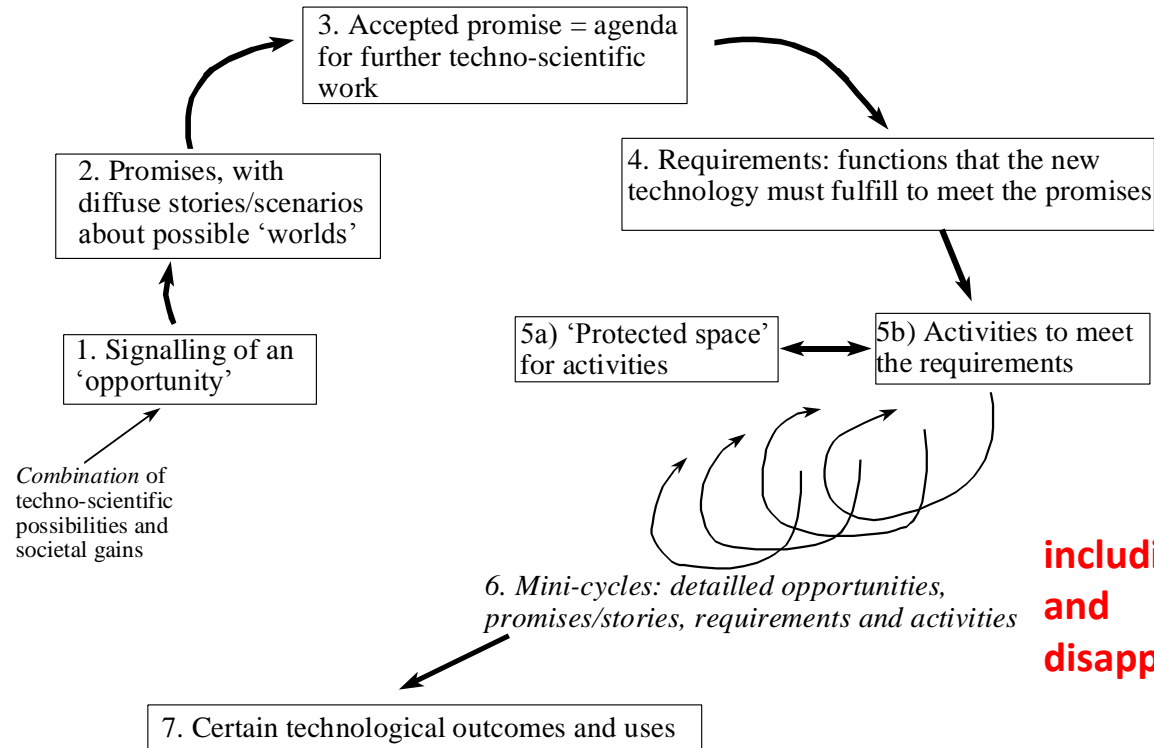 3. Accepted promise = agenda
for further techno-scientific
work
2. Promises, with
diffuse stories/scenarios
about possible ‘worlds’
4. Requirements: functions that the new
technology must fulfill to meet the promises
1. Signalling of an
‘opportunity’
5a) ‘Protected space’
for activities
5b) Activities to meet
the requirements
Combination of
techno-scientific
possibilities and
societal gains
6. Mini-cycles: detailled opportunities,
promises/stories, requirements and activities
and
7. Certain technological outcomes and uses